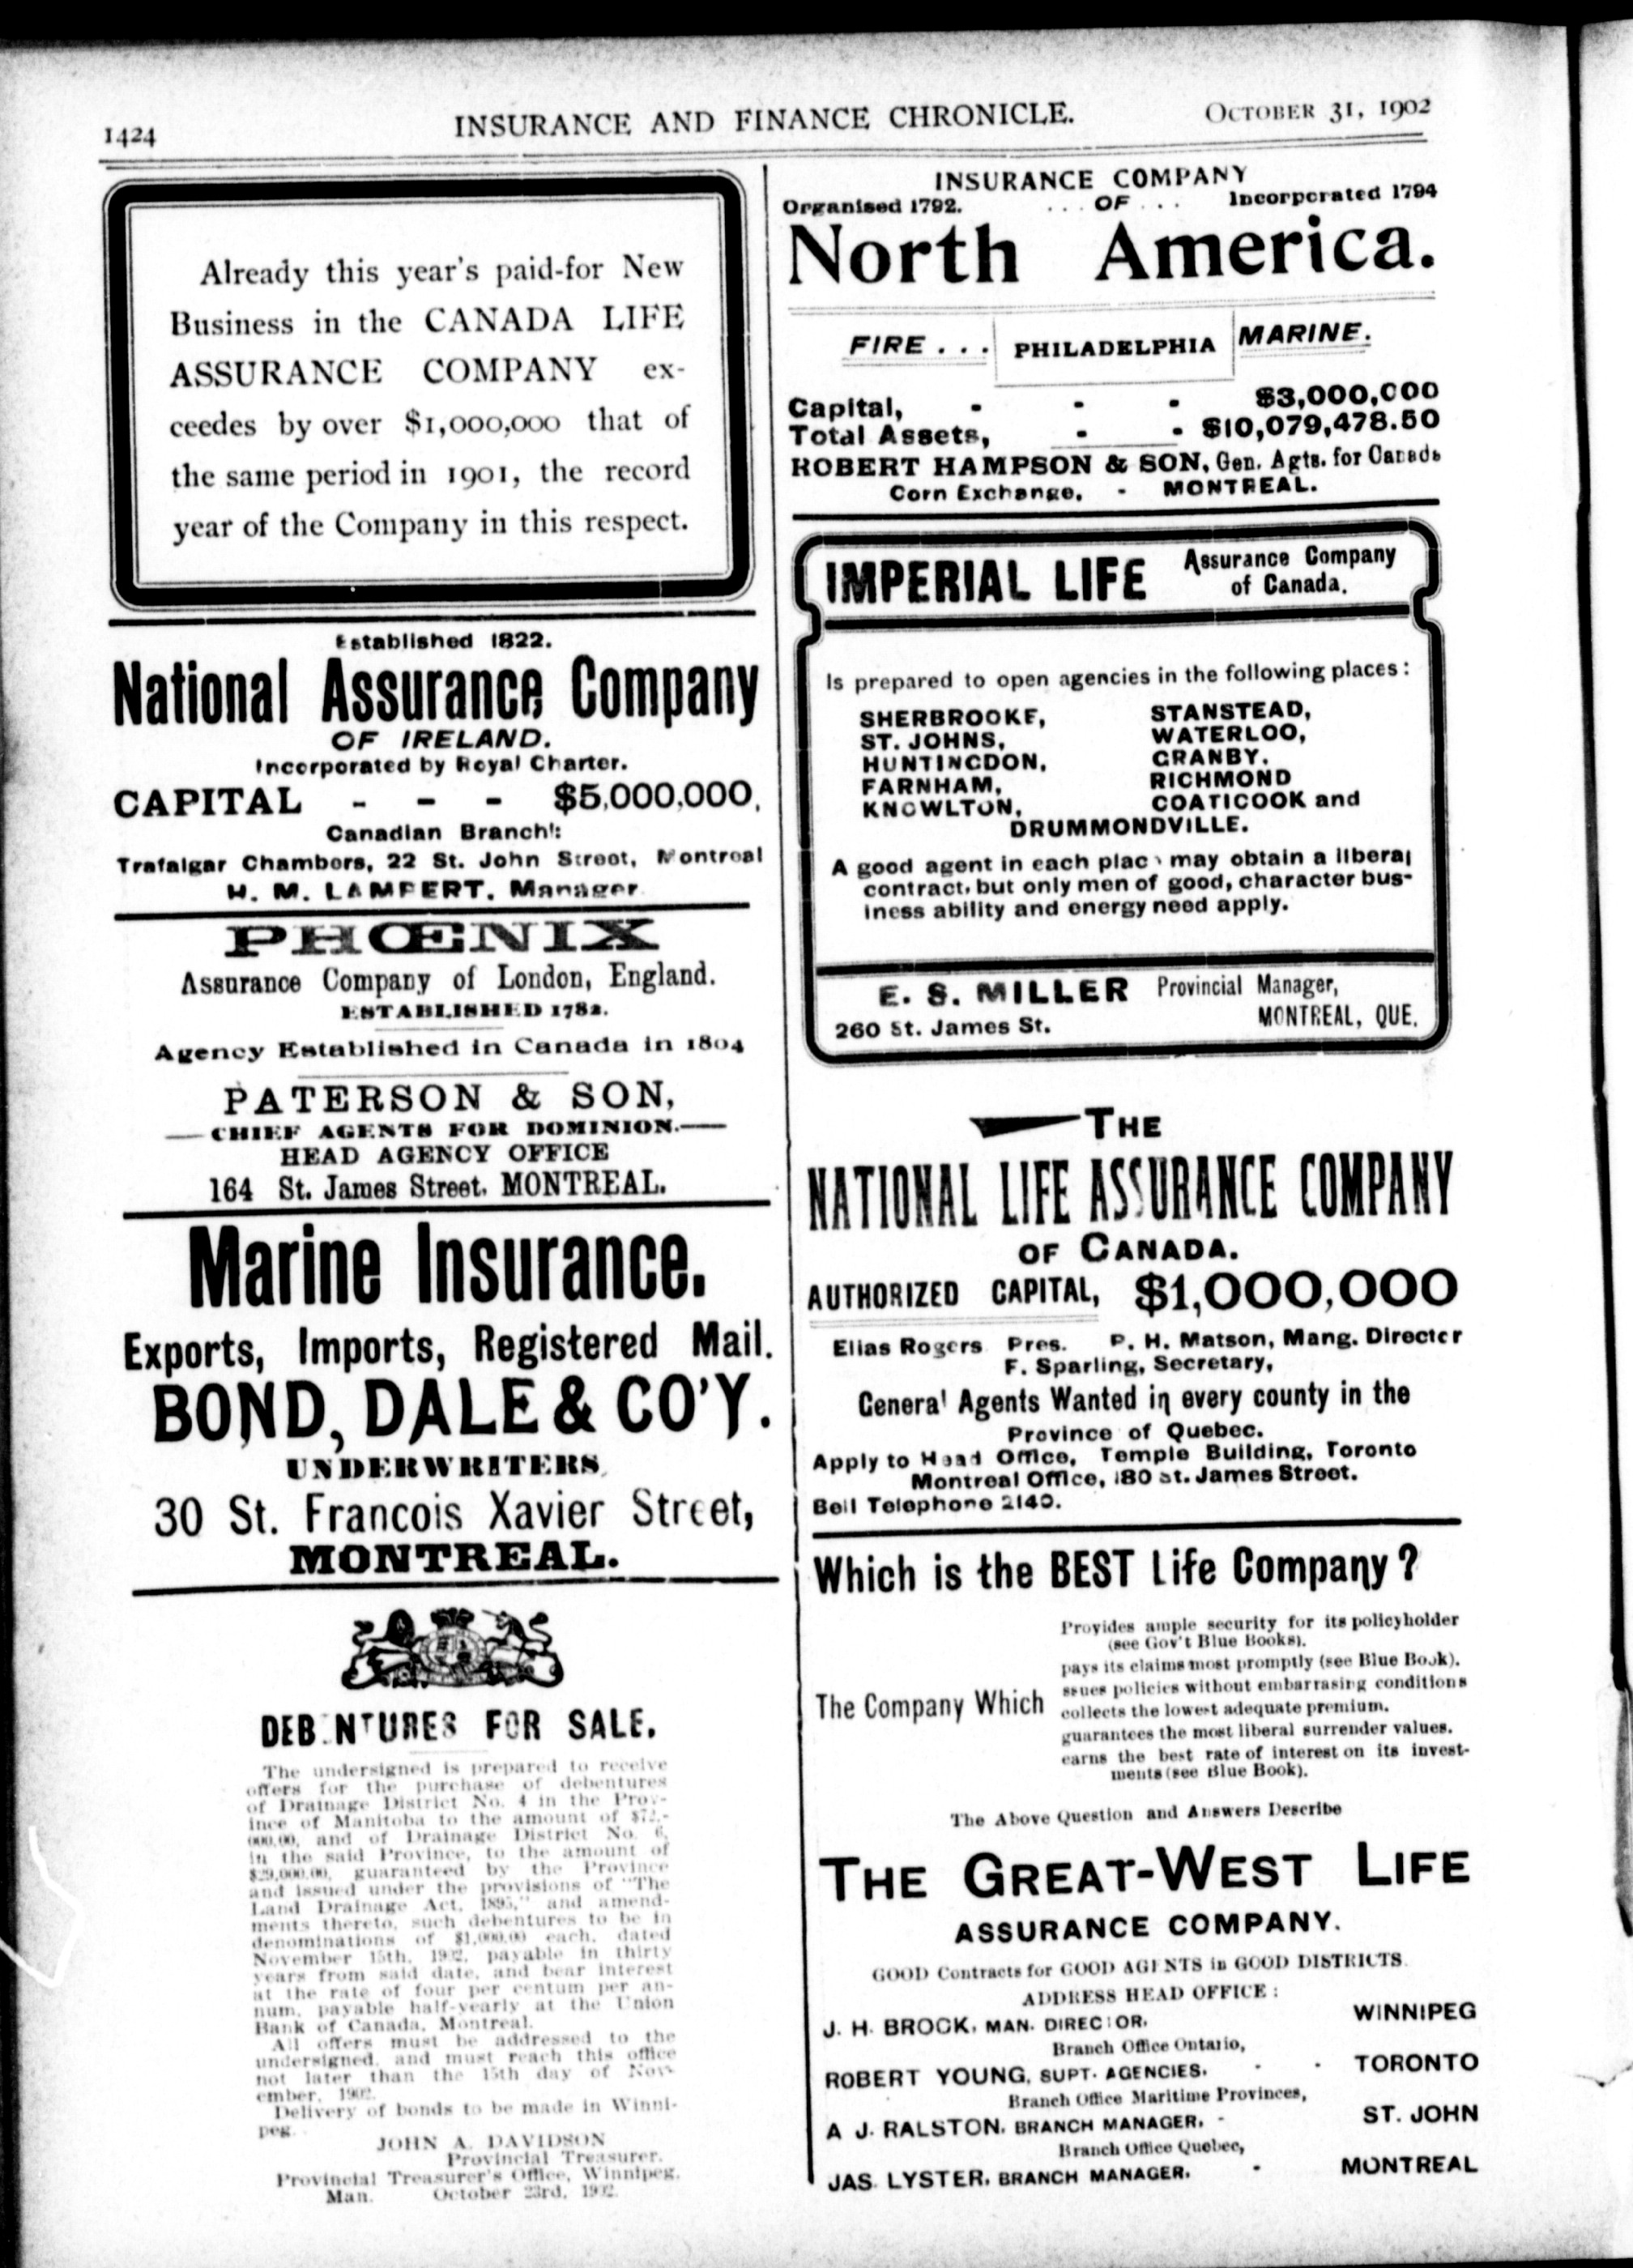 1424 INSURANCE AND FINANCE CHRONICLE. OCTOBER 31, 1902
Already this year's paid-for New
Business in the CANADA LIFE
ASSURANCE COMPANY ex-
ceedes by over $1,000,000 that of
the same period in 1901, the record
year of the Company in this respect.
Established 1822.
National Assurance Company
OF IRELAND.
Incorporated by Royal Charter.
CAPITAL - - - $5,000,000,
Canadian Branch:
Trafalgar Chambers, 22 St. John Street, Montreal
H. M. LAMPERT, Manager
PHŒNIX
Assurance Company of London, England.
ESTABLISHED 1782.
Agency Established in Canada in 1804
PATERSON & SON,
CHIEF AGENTS FOR DOMINION.
HEAD AGENCY OFFICE
164 St. James Street, MONTREAL.
Marine Insurance.
Exports, Imports, Registered Mail.
BOND, DALE & CO'Y.
UNDERWRITERS
30 St. Francois Xavier Street,
MONTREAL.
DEBENTURES FOR SALE.
The undersigned is prepared to receive
offers for the purchase of debentures
of Drainage District No. 4 in the Prov-
ince of Manitoba to the amount of $72,-
000.00, and of Drainage District No. 6,
in the said Province, to the amount of
$29,000.00, guaranteed by the Province
and issued under the provisions of "The
Land Drainage Act, 1895," and amend-
ments thereto, such debentures to be in
denominations of $1,000.00 each, dated
November 15th, 1902, payable in thirty
years from said date, and bear interest
at the rate of four per centum per an-
num, payable half-yearly at the Union
Bank of Canada, Montreal.
All offers must be addressed to the
undersigned, and must reach this office
not later than the 15th day of Nov-
ember, 1902.
Delivery of bonds to be made in Winni-
peg.
JOHN A. DAVIDSON
Provincial Treasurer.
Provincial Treasurer's Office, Winnipeg,
Man. October 23rd, 1902.
INSURANCE COMPANY
Organised 1792. ... OF ... Incorporated 1794
North America.
FIRE ... PHILADELPHIA MARINE.
Capital, - - - $3,000,000
Total Assets, - - $10,079,478.50
ROBERT HAMPSON & SON, Gen. Agts. for Canada
Corn Exchange, - MONTREAL.
IMPERIAL LIFE Assurance Company
of Canada.
Is prepared to open agencies in the following places:
SHERBROOKE, STANSTEAD,
ST. JOHNS, WATERLOO,
HUNTINGDON, GRANBY.
FARNHAM, RICHMOND
KNOWLTON, COATICOOK and
DRUMMONDVILLE.
A good agent in each place may obtain a liberal
contract, but only men of good, character bus-
iness ability and energy need apply.
E. S. MILLER Provincial Manager,
260 St. James St. MONTREAL, QUE.
THE
NATIONAL LIFE ASSURANCE COMPANY
OF CANADA.
AUTHORIZED CAPITAL, $1,000,000
Elias Rogers Pres. P. H. Matson, Mang. Director
F. Sparling, Secretary,
General Agents Wanted in every county in the
Province of Quebec.
Apply to Head Office, Temple Building, Toronto
Montreal Office, 180 St. James Street.
Bell Telephone 2140.
Which is the BEST Life Company?
Provides ample security for its policyholder
(see Gov't Blue Books).
pays its claims most promptly (see Blue Book).
ssues policies without embarrasing conditions
The Company Which collects the lowest adequate premium.
guarantees the most liberal surrender values.
earns the best rate of interest on its invest-
ments (see Blue Book).
The Above Question and Answers Describe
THE GREAT-WEST LIFE
ASSURANCE COMPANY.
GOOD Contracts for GOOD AGENTS in GOOD DISTRICTS.
ADDRESS HEAD OFFICE:
J. H. BROCK, MAN. DIRECTOR, WINNIPEG
Branch Office Ontario,
ROBERT YOUNG, SUPT. AGENCIES. - - TORONTO
Branch Office Maritime Provinces,
A J. RALSTON, BRANCH MANAGER, - ST. JOHN
Branch Office Quebec,
JAS. LYSTER, BRANCH MANAGER. - MONTREAL